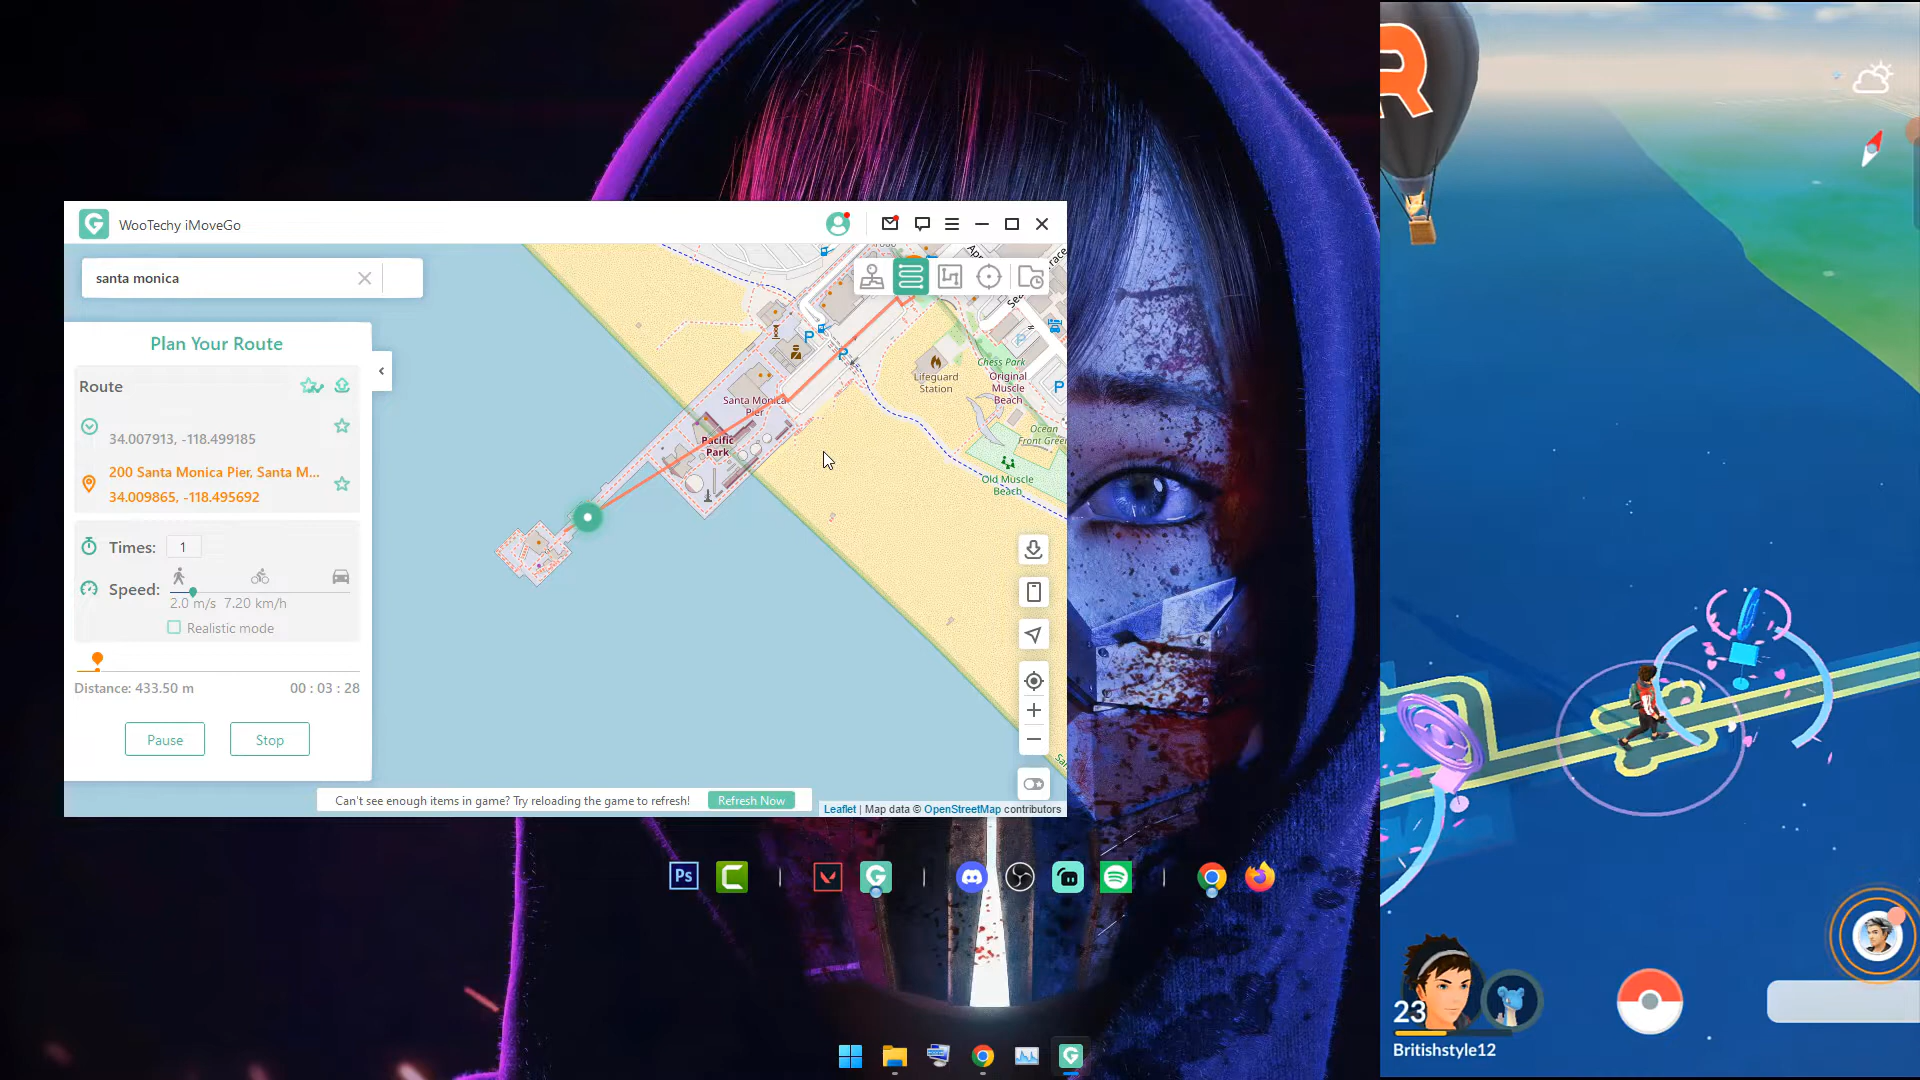 WooTechy iMoveGo
santa monica
Plan Your Route
Route
34.007913, -118.499185
200 Santa Monica Pier, Santa M...
34.009865, -118.495692
Times: 1
Speed:
2.0 m/s 7.20 km/h
Realistic mode
Distance: 433.50 m 00 : 03 : 28
Pause Stop
Santa Monica
Pier
Pacific
Park
P
P
P
P
Lifeguard
Station
Chess Park
Original
Muscle
Beach
Ocean
Front Green
Old Muscle
Beach
Can't see enough items in game? Try reloading the game to refresh! Refresh Now
Leaflet | Map data © OpenStreetMap contributors
Ps
R
23
Britishstyle12